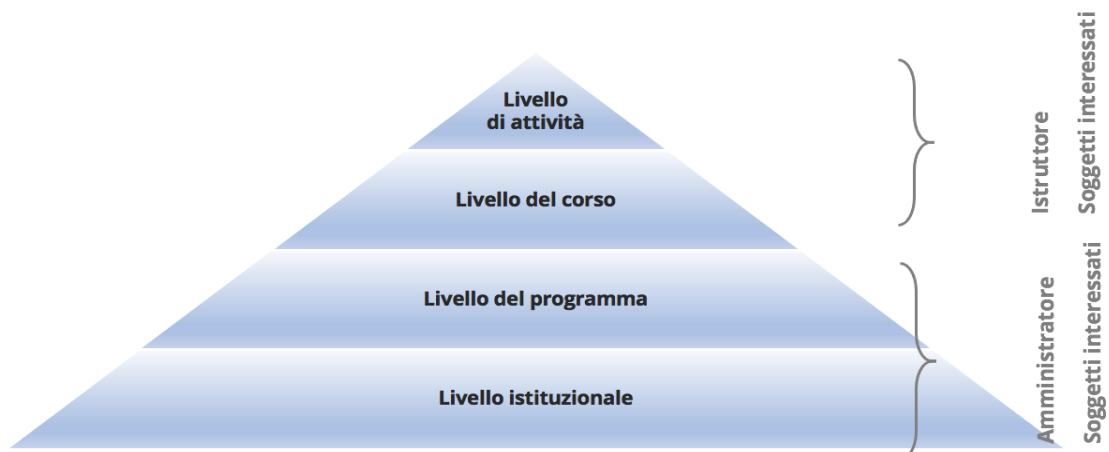 Livello
di attività
Livello del corso
Livello del programma
Livello istituzionale
Istruttore
Soggetti interessati
Amministratore
Soggetti interessati